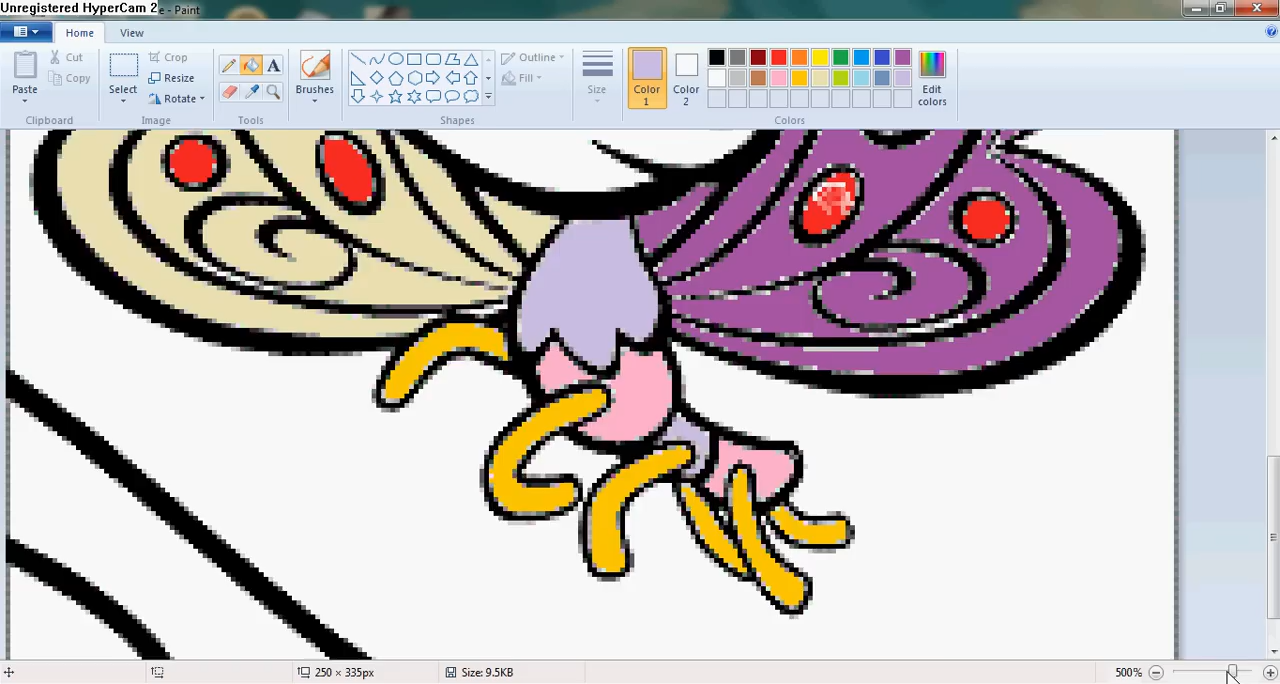 Unregistered HyperCam 2
e - Paint
Home View
Paste
Cut
Copy
Clipboard
Select
Crop
Resize
Rotate
Image
A
Tools
Brushes
Outline
Fill
Shapes
Size
Color 1
Color 2
Edit colors
Colors
250 × 335px
Size: 9.5KB
500%